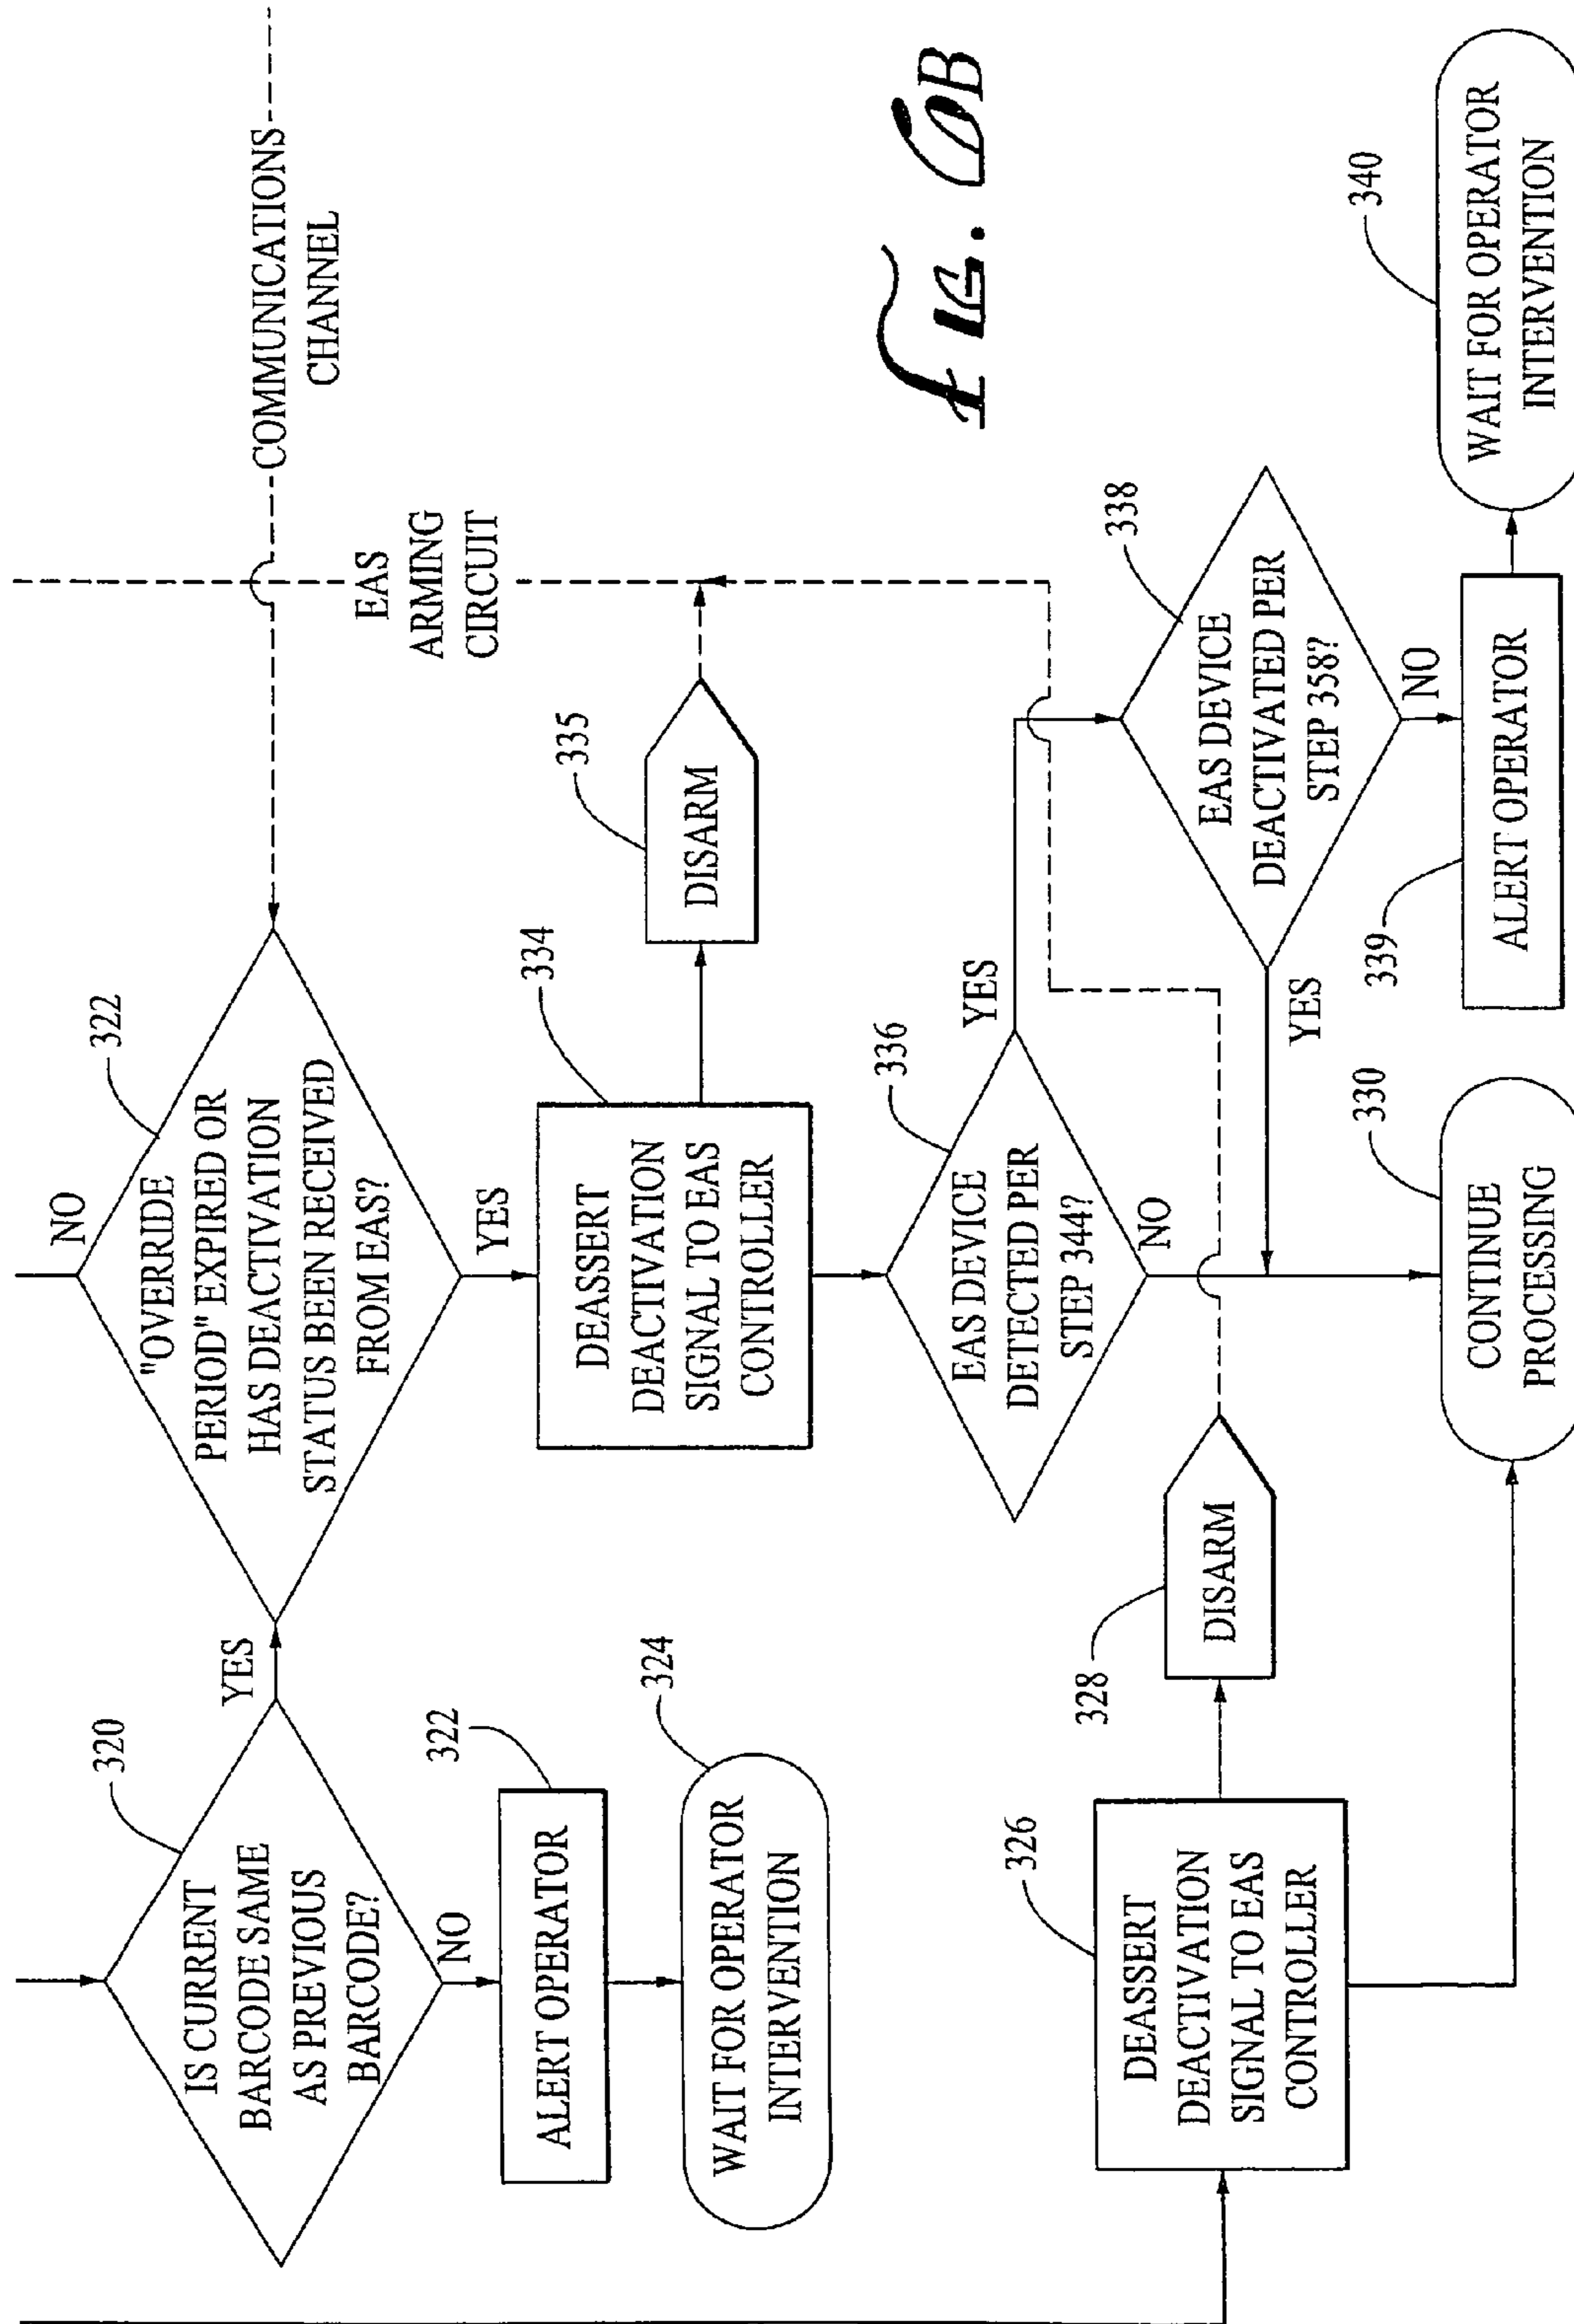 320
IS CURRENT
BARCODE SAME
AS PREVIOUS
BARCODE?
YES
NO
322
ALERT OPERATOR
324
WAIT FOR OPERATOR
INTERVENTION
NO
322
"OVERRIDE
PERIOD" EXPIRED OR
HAS DEACTIVATION
STATUS BEEN RECEIVED
FROM EAS?
YES
COMMUNICATIONS
CHANNEL
EAS
ARMING
CIRCUIT
334
DEASSERT
DEACTIVATION
SIGNAL TO EAS
CONTROLLER
335
DISARM
336
EAS DEVICE
DETECTED PER
STEP 344?
YES
NO
338
EAS DEVICE
DEACTIVATED PER
STEP 358?
YES
NO
326
DEASSERT
DEACTIVATION
SIGNAL TO EAS
CONTROLLER
328
DISARM
330
CONTINUE
PROCESSING
339
ALERT OPERATOR
340
WAIT FOR OPERATOR
INTERVENTION
FIG. 6B